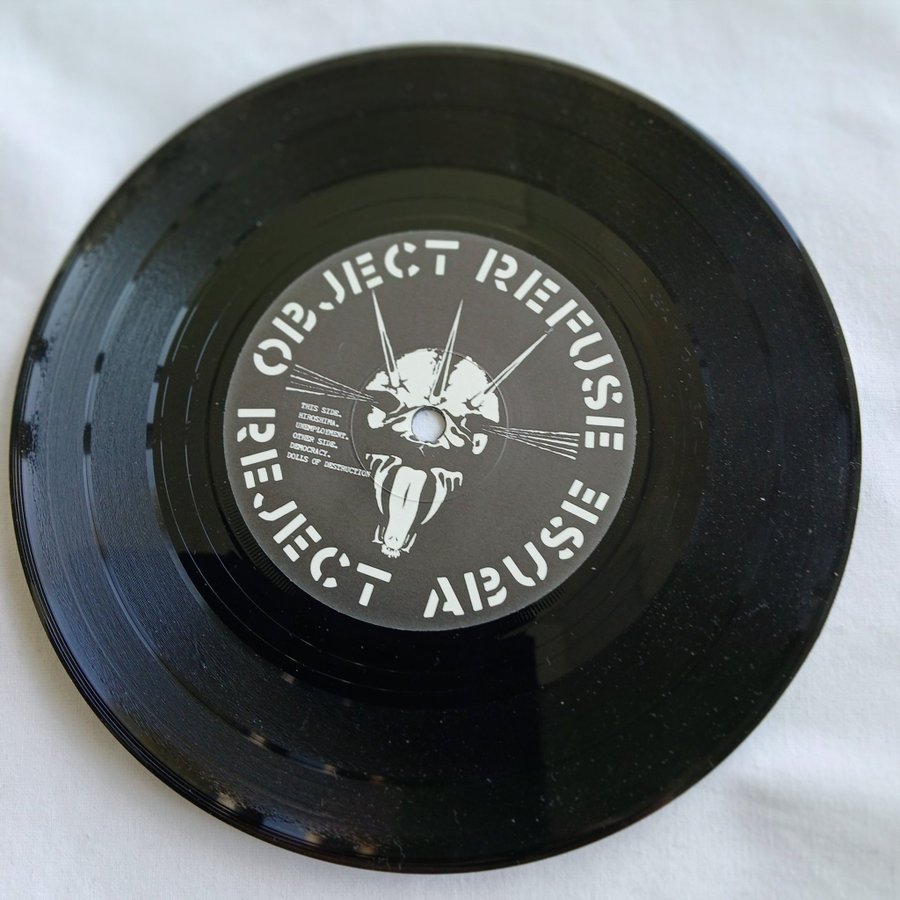 OBJECT REFUSE
REJECT ABUSE
THIS SIDE.
HIROSHIMA.
UNEMPLOYMENT.
OTHER SIDE.
DEMOCRACY.
DOLLS OF DESTRUCTION